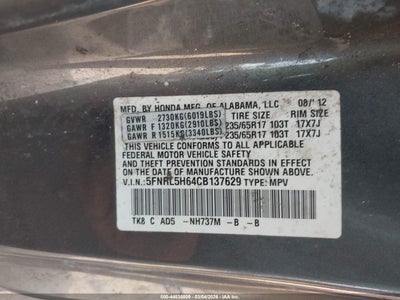 MFD. BY HONDA MFG. OF ALABAMA, LLC 08/'12
GVWR 2730KG(6019LBS) TIRE SIZE RIM SIZE
GAWR F 1320KG(2910LBS) 235/65R17 103T 17X7J
GAWR R 1515KG(3340LBS) 235/65R17 103T 17X7J
THIS VEHICLE CONFORMS TO ALL APPLICABLE
FEDERAL MOTOR VEHICLE SAFETY, BUMPER,
AND THEFT PREVENTION STANDARDS IN EFFECT
ON THE DATE OF MANUFACTURE SHOWN ABOVE.
V.I.N: 5FNRL5H64CB137629 TYPE: MPV
TK8 C AD5 -NH737M -B -B